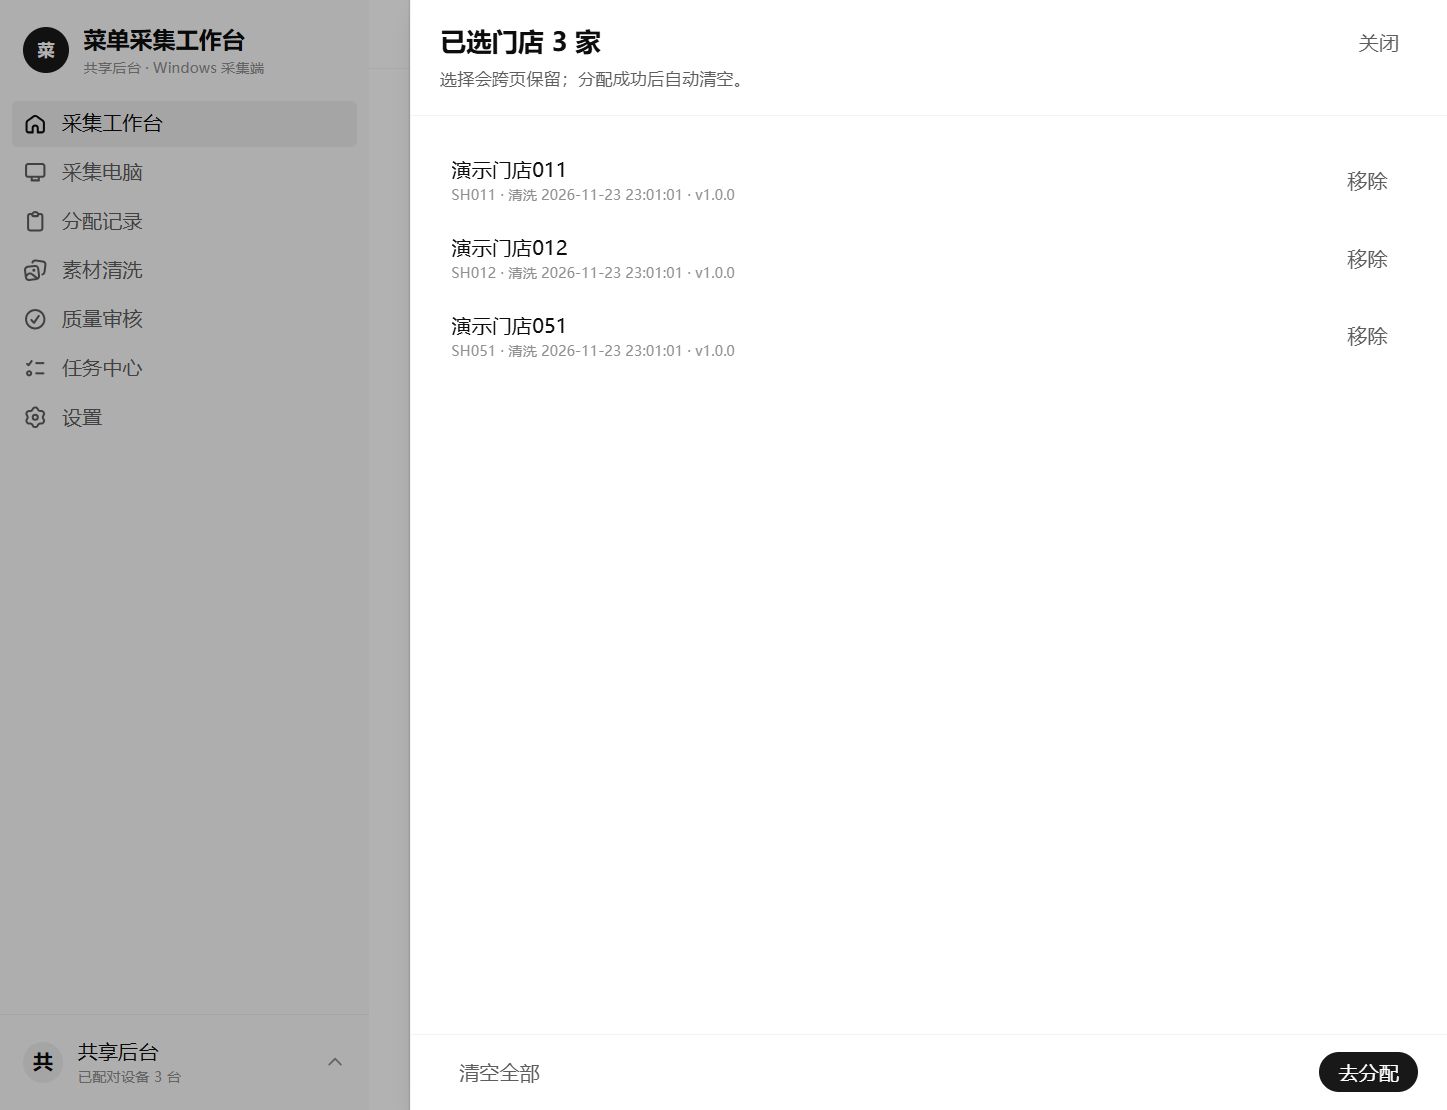 菜
菜单采集工作台
共享后台 · Windows 采集端
采集工作台
采集电脑
分配记录
素材清洗
质量审核
任务中心
设置
共
共享后台
已配对设备 3 台
已选门店 3 家
关闭
选择会跨页保留；分配成功后自动清空。
演示门店011
SH011 · 清洗 2026-11-23 23:01:01 · v1.0.0
移除
演示门店012
SH012 · 清洗 2026-11-23 23:01:01 · v1.0.0
移除
演示门店051
SH051 · 清洗 2026-11-23 23:01:01 · v1.0.0
移除
清空全部
去分配